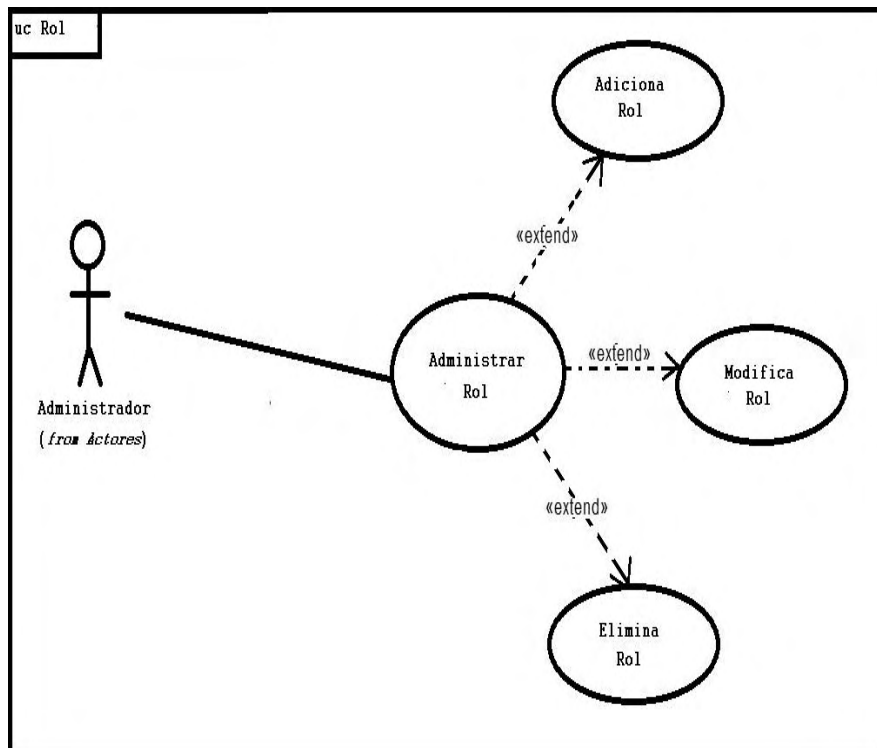 uc Rol
Adiciona
Rol
«extend»
Administrar
Rol
«extend»
Modifica
Rol
Administrador
(from Actores)
«extend»
Elimina
Rol